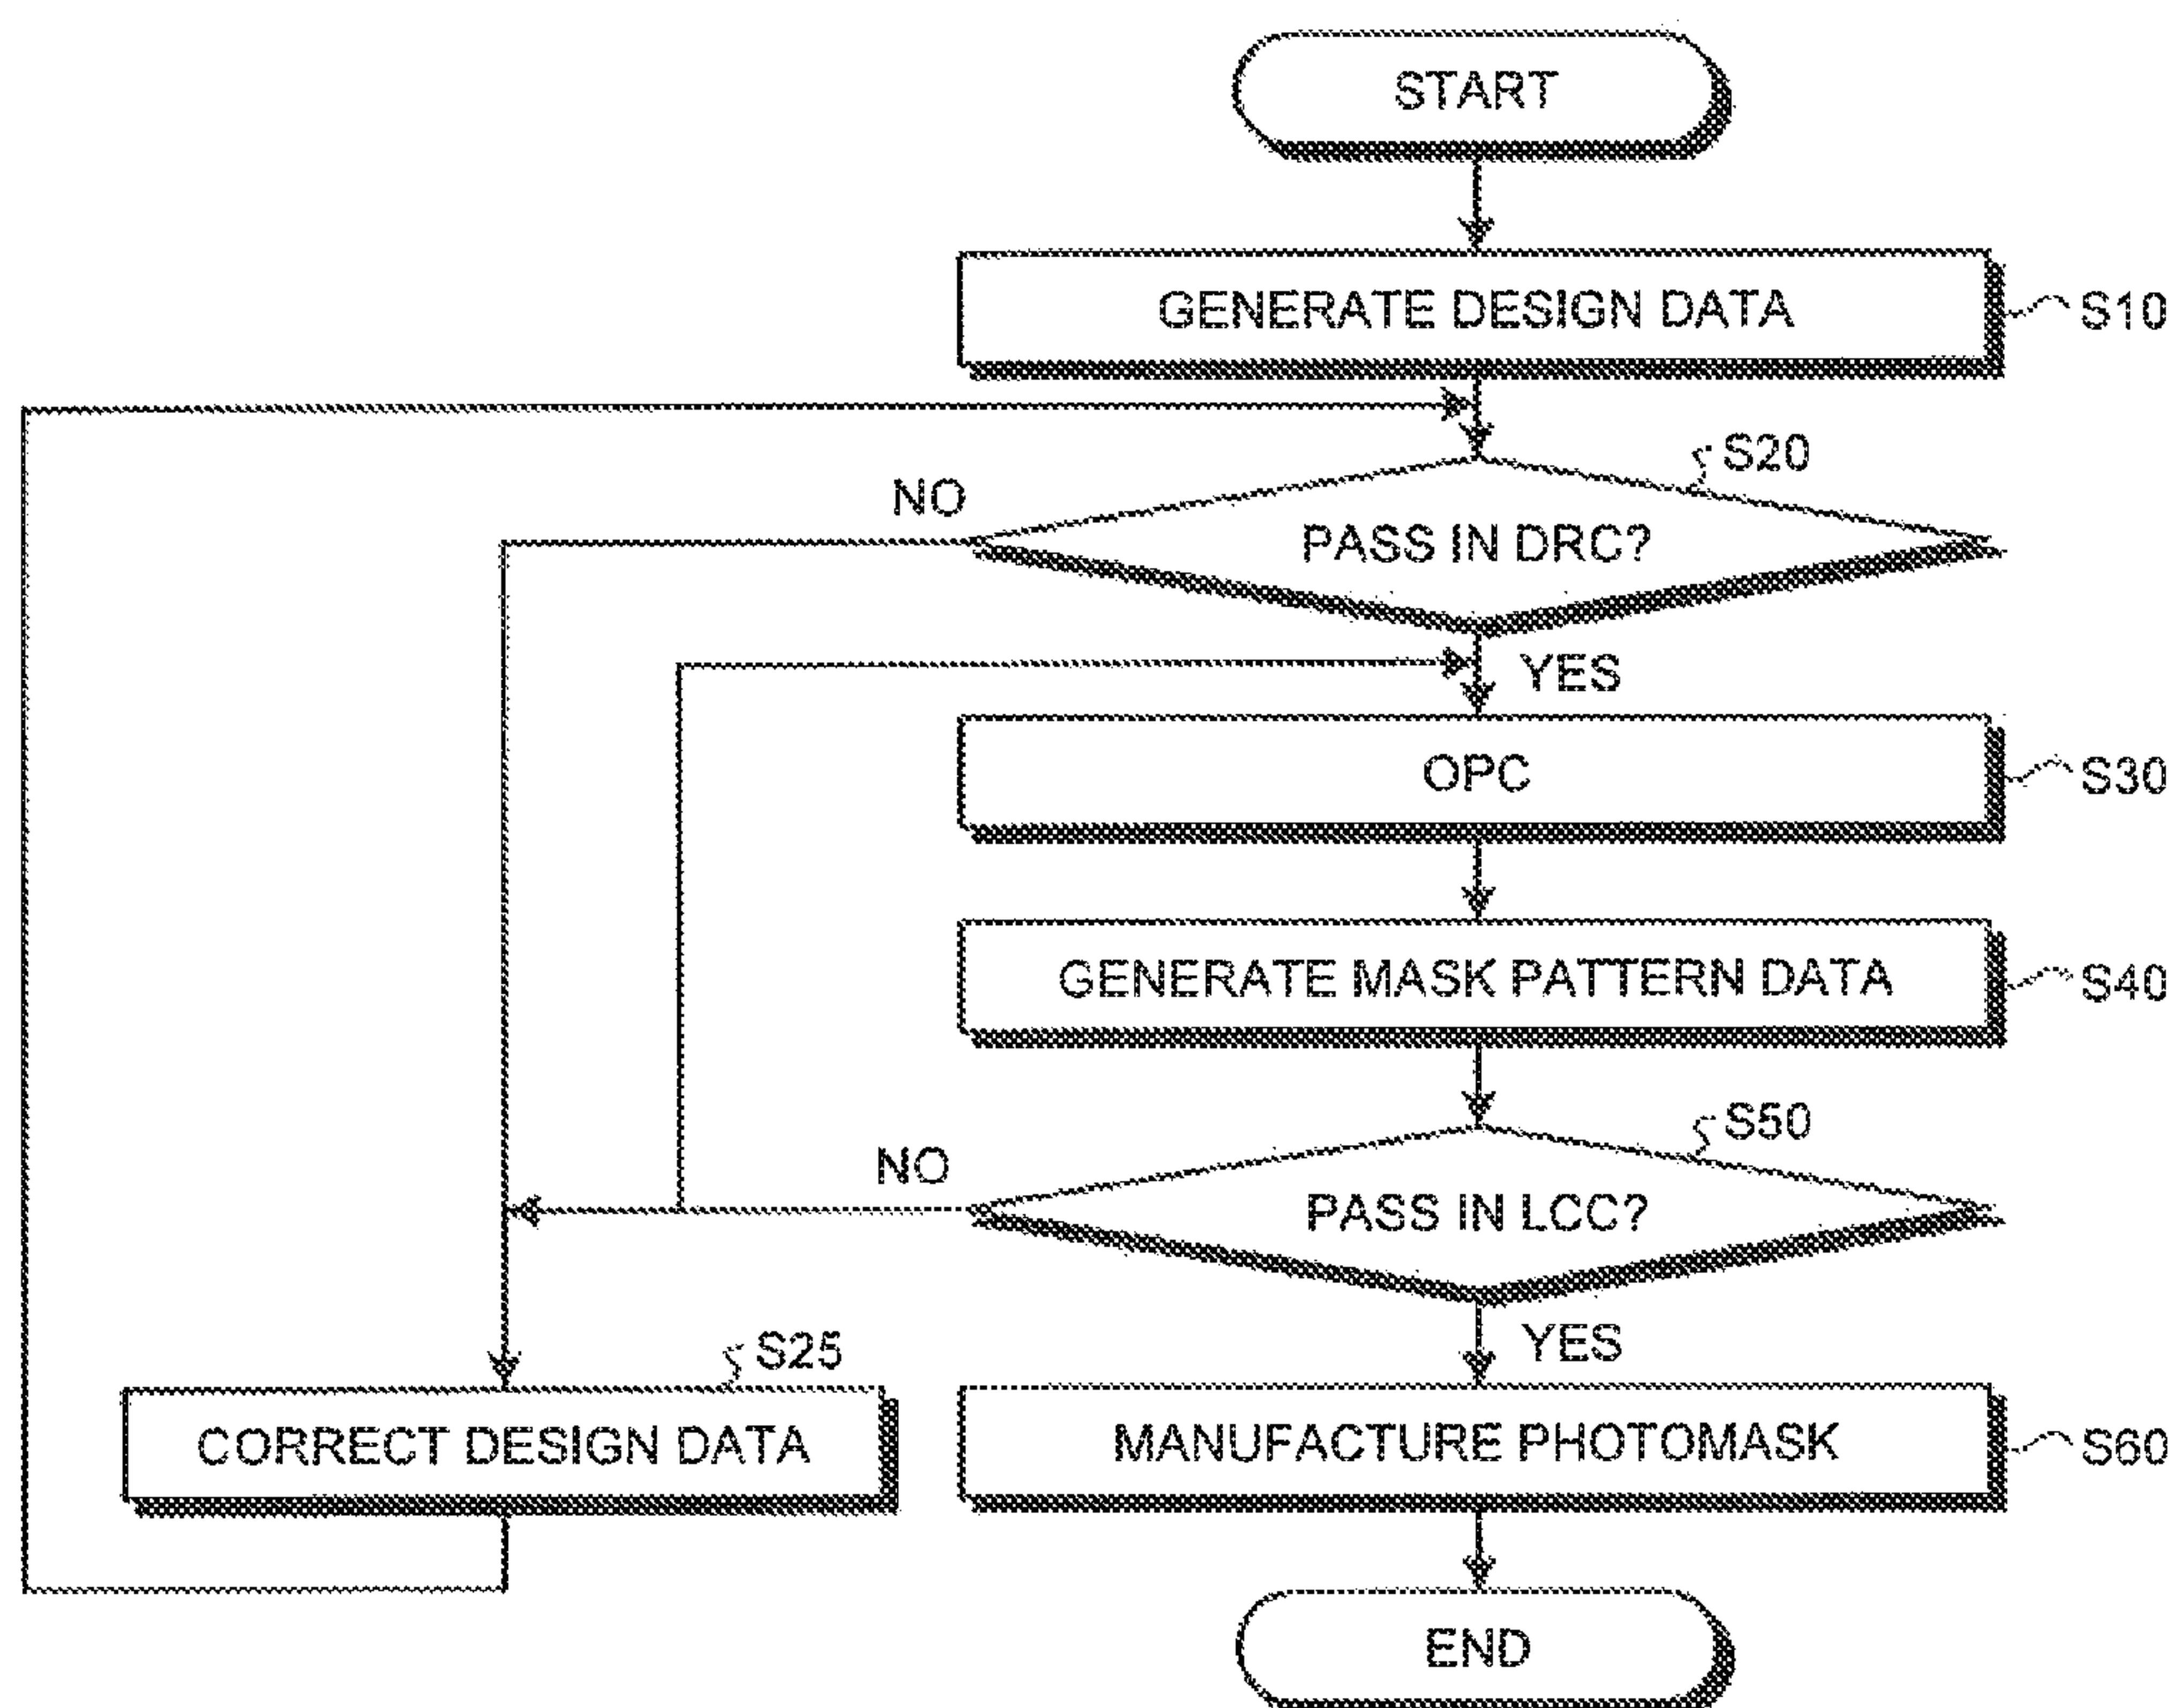 START
GENERATE DESIGN DATA
S10
S20
NO
PASS IN DRC?
YES
OPC
S30
GENERATE MASK PATTERN DATA
S40
S50
NO
PASS IN LCC?
YES
S25
CORRECT DESIGN DATA
MANUFACTURE PHOTOMASK
S60
END